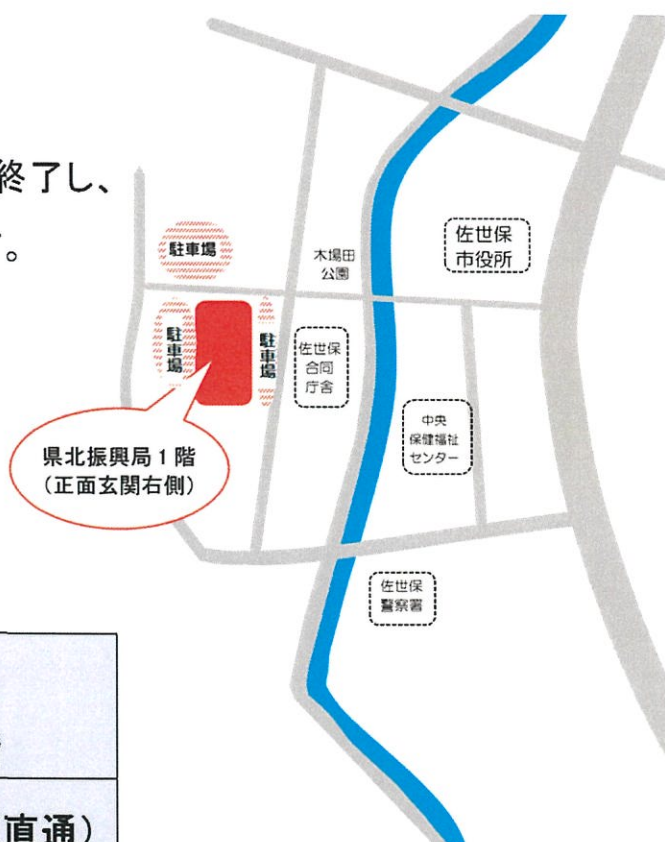 終了し、
。
駐車場
木場田
公園
佐世保
市役所
駐車場
駐車場
佐世保
合同
庁舎
中央
保健福祉
センター
県北振興局1階
(正面玄関右側)
佐世保
警察署
直通)